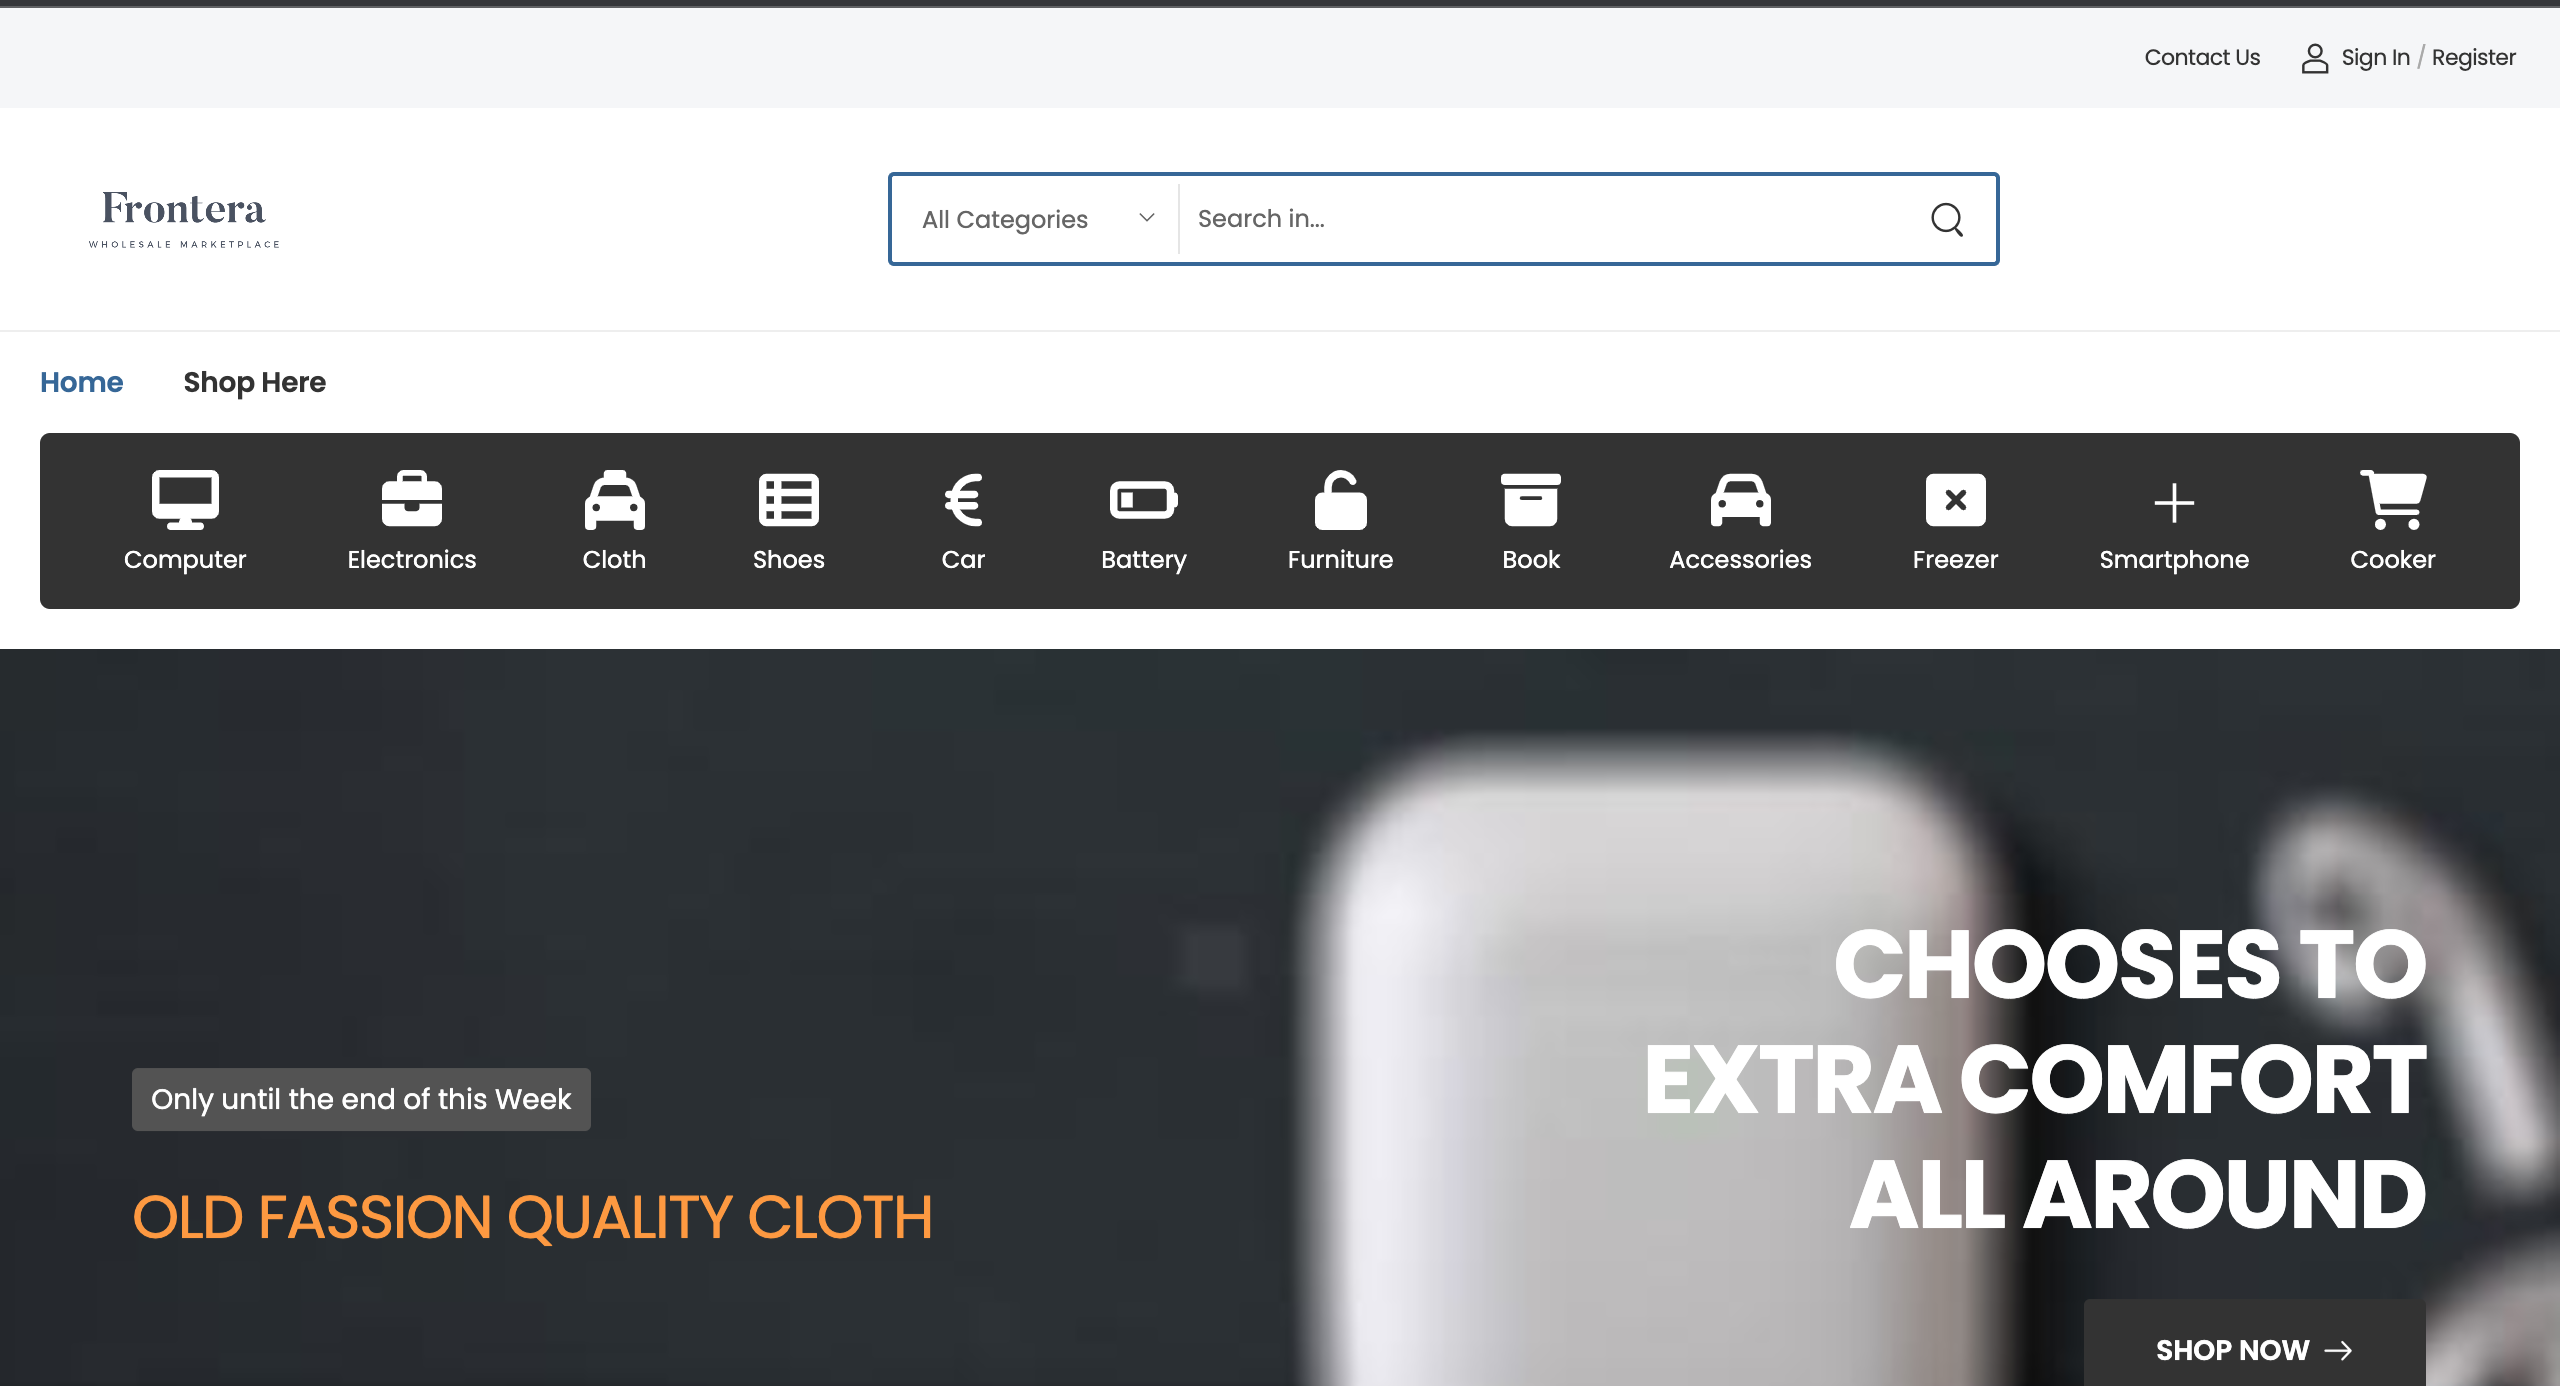 Contact Us
Sign In / Register
Frontera
WHOLESALE MARKETPLACE
All Categories
Search in...
Home
Shop Here
Computer
Electronics
Cloth
Shoes
Car
Battery
Furniture
Book
Accessories
Freezer
Smartphone
Cooker
Only until the end of this Week
OLD FASSION QUALITY CLOTH
CHOOSES TO
EXTRA COMFORT
ALL AROUND
SHOP NOW →